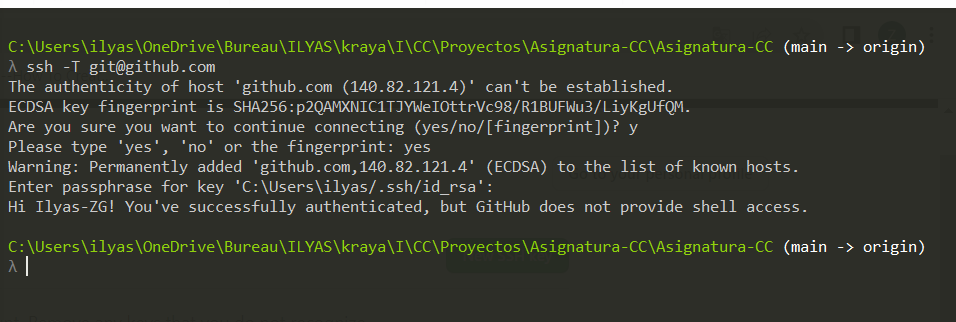 C:\Users\ilyas\OneDrive\Bureau\ILYAS\kraya\I\CC\Proyectos\Asignatura-CC\Asignatura-CC (main -> origin)
λ ssh -T git@github.com
The authenticity of host 'github.com (140.82.121.4)' can't be established.
ECDSA key fingerprint is SHA256:p2QAMXNIC1TJYWeIOttrVc98/R1BUFWu3/LiyKgUfQM.
Are you sure you want to continue connecting (yes/no/[fingerprint])? y
Please type 'yes', 'no' or the fingerprint: yes
Warning: Permanently added 'github.com,140.82.121.4' (ECDSA) to the list of known hosts.
Enter passphrase for key 'C:\Users\ilyas/.ssh/id_rsa':
Hi Ilyas-ZG! You've successfully authenticated, but GitHub does not provide shell access.
C:\Users\ilyas\OneDrive\Bureau\ILYAS\kraya\I\CC\Proyectos\Asignatura-CC\Asignatura-CC (main -> origin)
λ